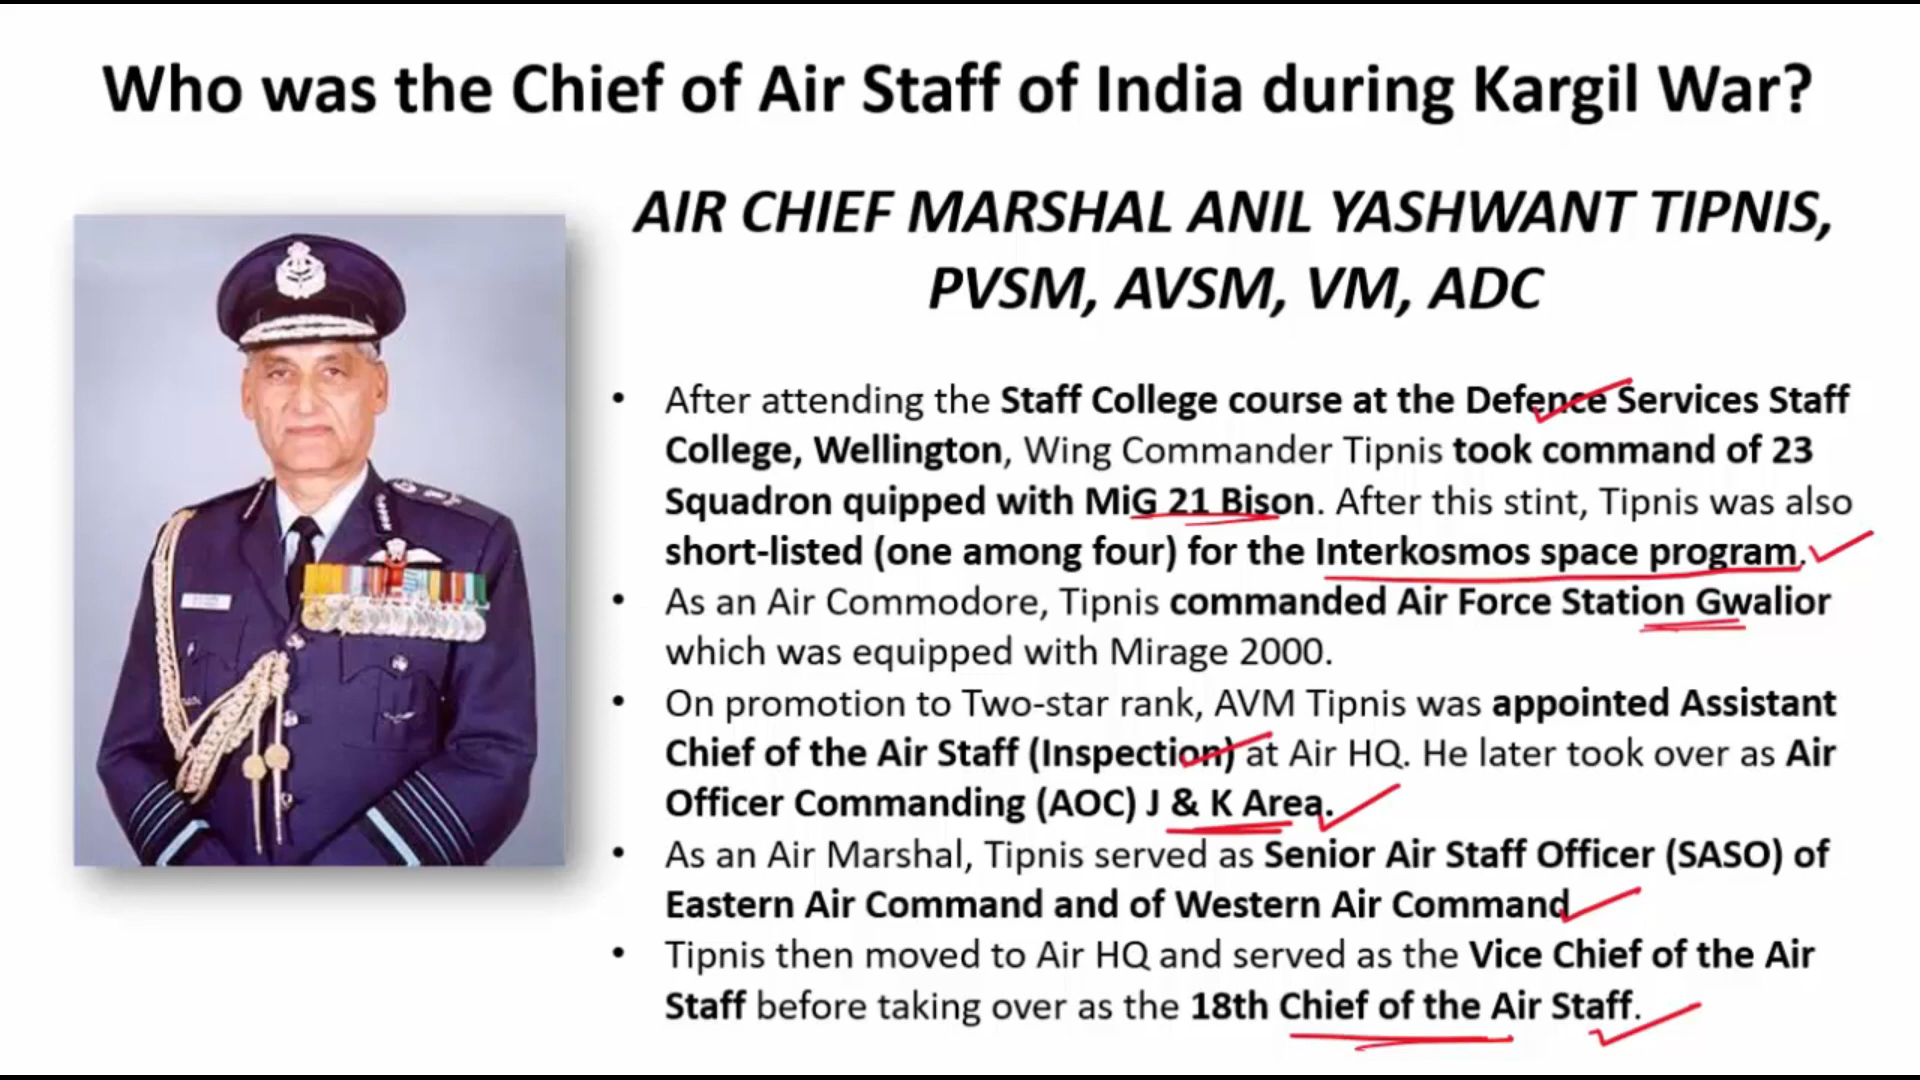 Who was the Chief of Air Staff of India during Kargil War?
AIR CHIEF MARSHAL ANIL YASHWANT TIPNIS,
PVSM, AVSM, VM, ADC
• After attending the Staff College course at the Defence Services Staff
College, Wellington, Wing Commander Tipnis took command of 23
Squadron quipped with MiG 21 Bison. After this stint, Tipnis was also
short-listed (one among four) for the Interkosmos space program.
• As an Air Commodore, Tipnis commanded Air Force Station Gwalior
which was equipped with Mirage 2000.
• On promotion to Two-star rank, AVM Tipnis was appointed Assistant
Chief of the Air Staff (Inspection) at Air HQ. He later took over as Air
Officer Commanding (AOC) J & K Area.
• As an Air Marshal, Tipnis served as Senior Air Staff Officer (SASO) of
Eastern Air Command and of Western Air Command
• Tipnis then moved to Air HQ and served as the Vice Chief of the Air
Staff before taking over as the 18th Chief of the Air Staff.